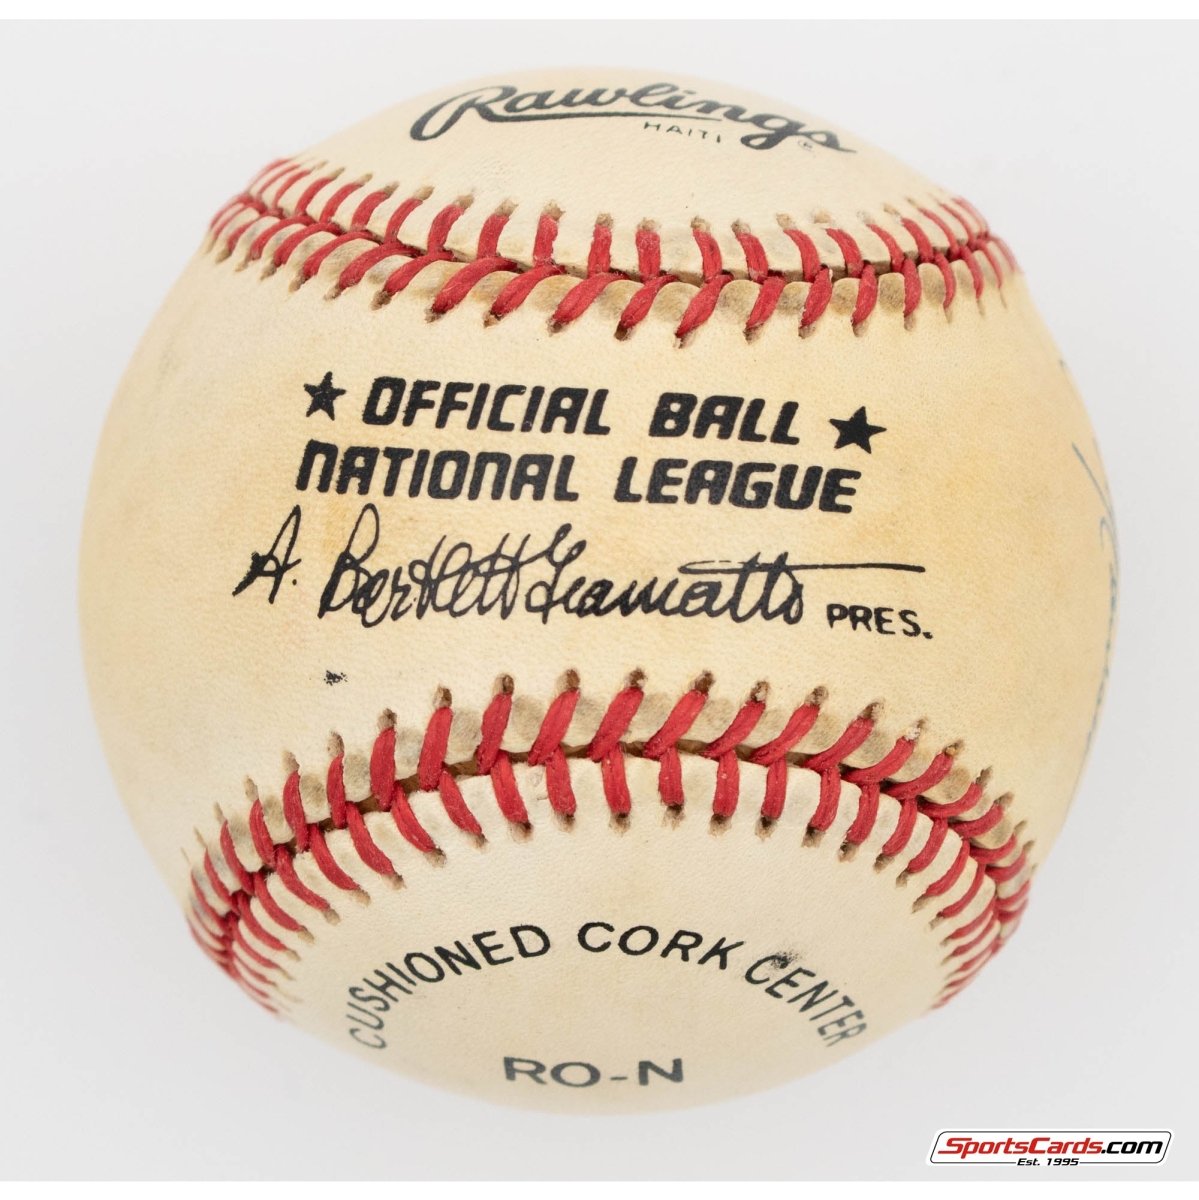 Rawlings
HAITI ®
★ OFFICIAL BALL ★
NATIONAL LEAGUE
A. Bartlett Giamatti PRES.
CUSHIONED CORK CENTER
RO-N
SportsCards.com
Est. 1995